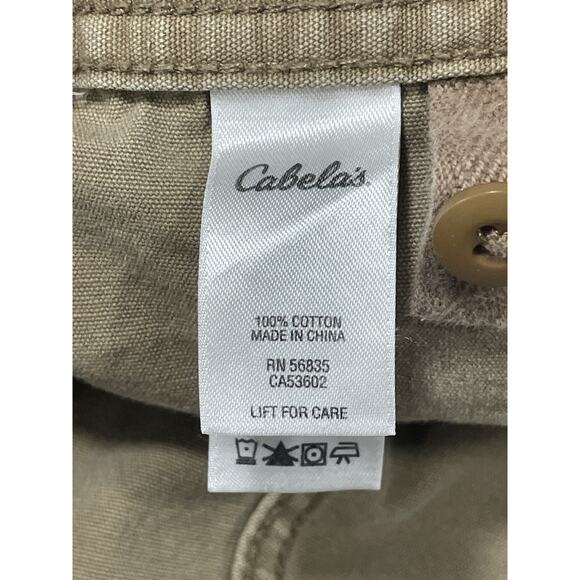 Cabela's
100% COTTON
MADE IN CHINA
RN 56835
CA53602
LIFT FOR CARE